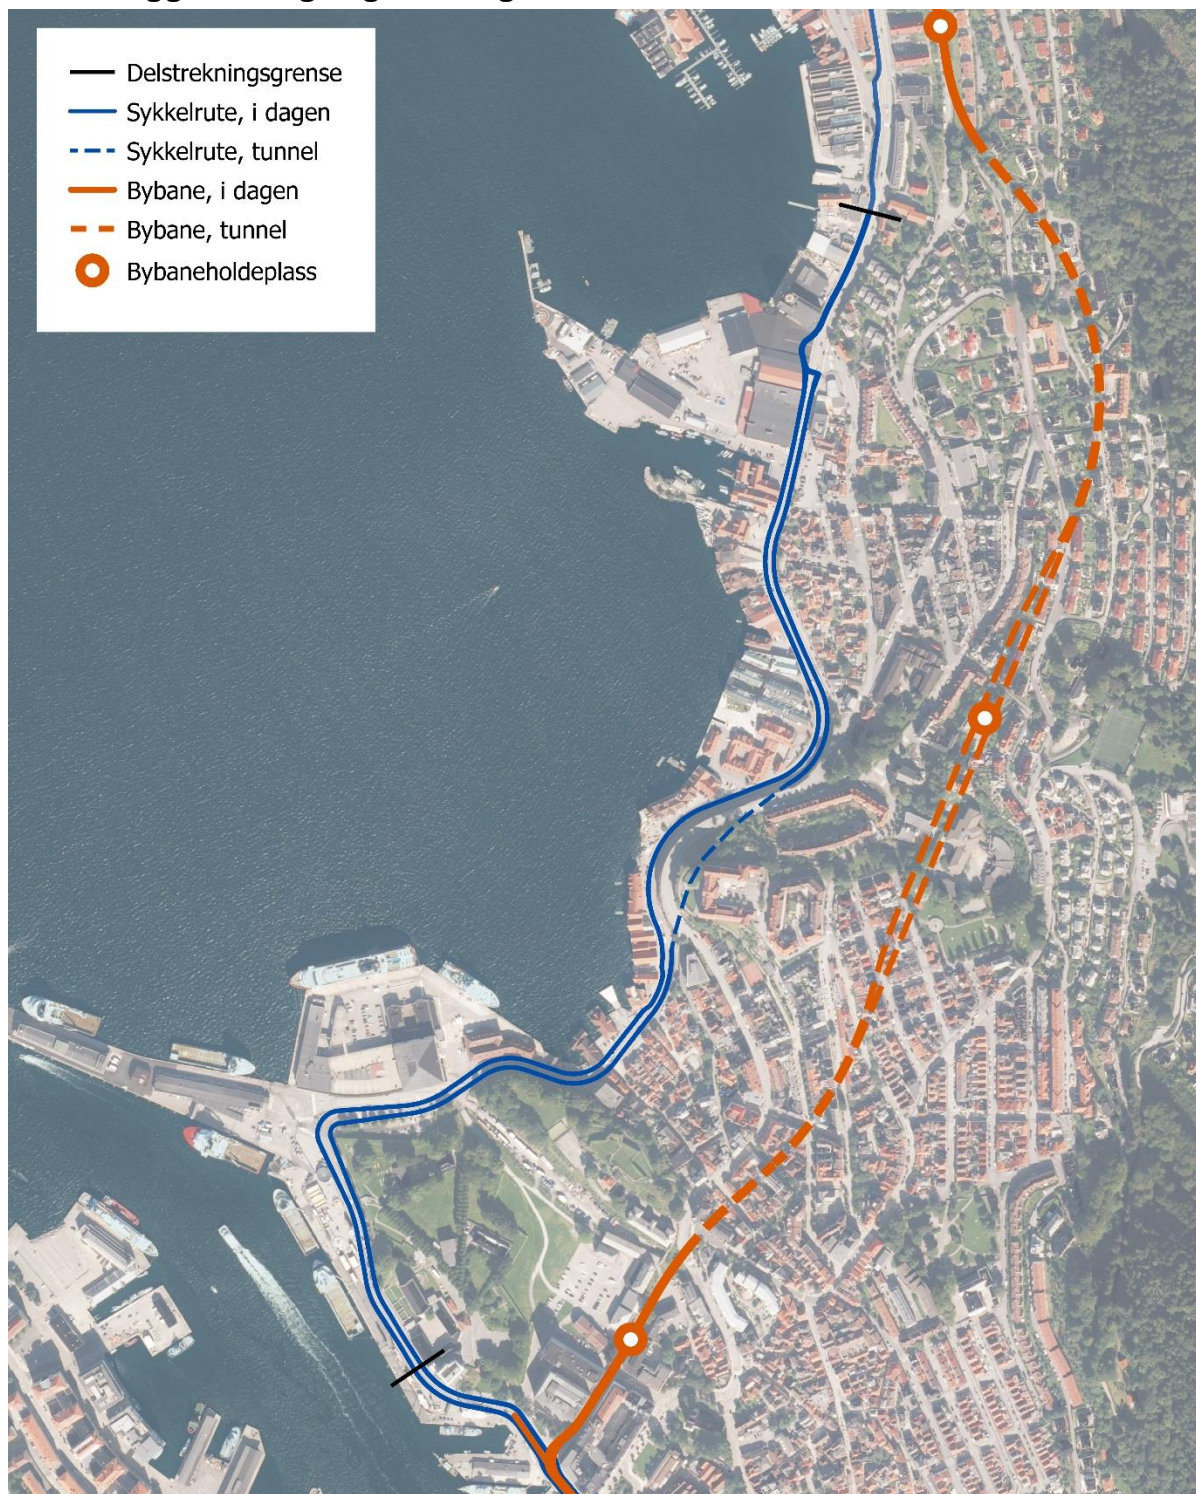 Delstrekningsgrense
Sykkelrute, i dagen
Sykkelrute, tunnel
Bybane, i dagen
Bybane, tunnel
Bybaneholdeplass